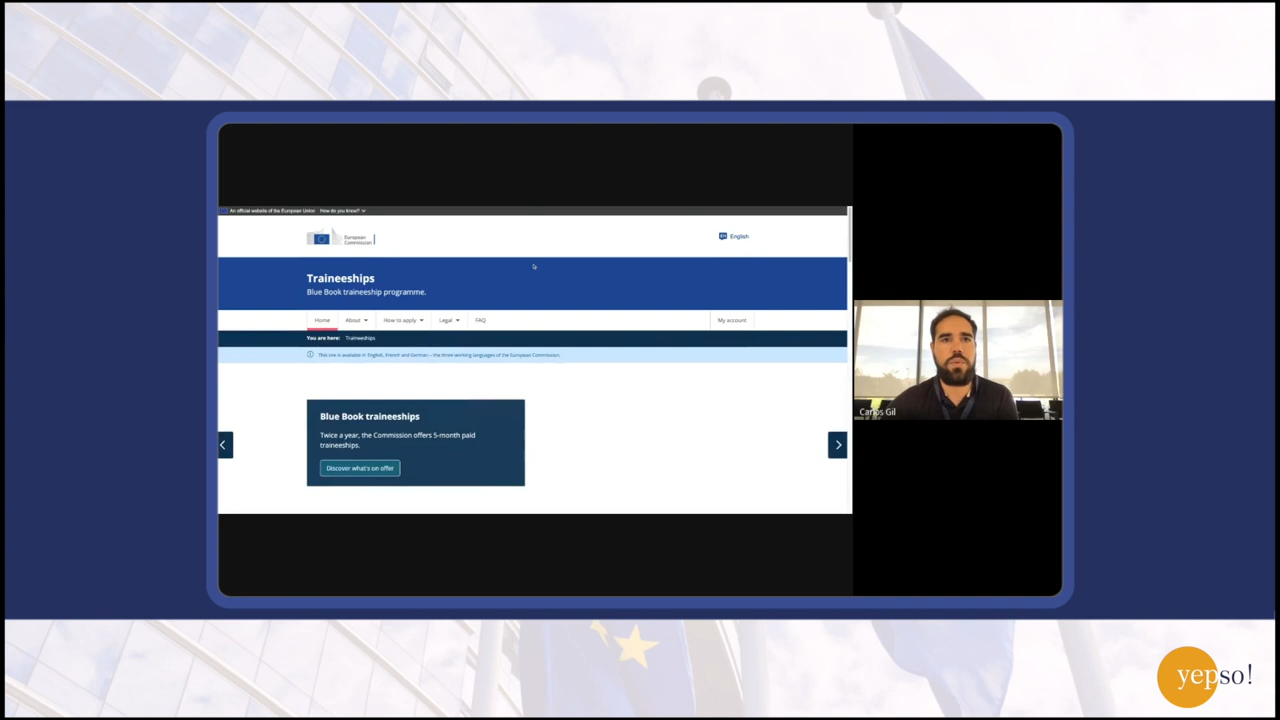 An official website of the European Union How do you know?
European
Commission
English
Traineeships
Blue Book traineeship programme.
Home About How to apply Legal FAQ My account
You are here: Traineeships
This site is available in English, French and German – the three working languages of the European Commission.
Blue Book traineeships
Twice a year, the Commission offers 5-month paid
traineeships.
Discover what's on offer
Carlos Gil
yepso!